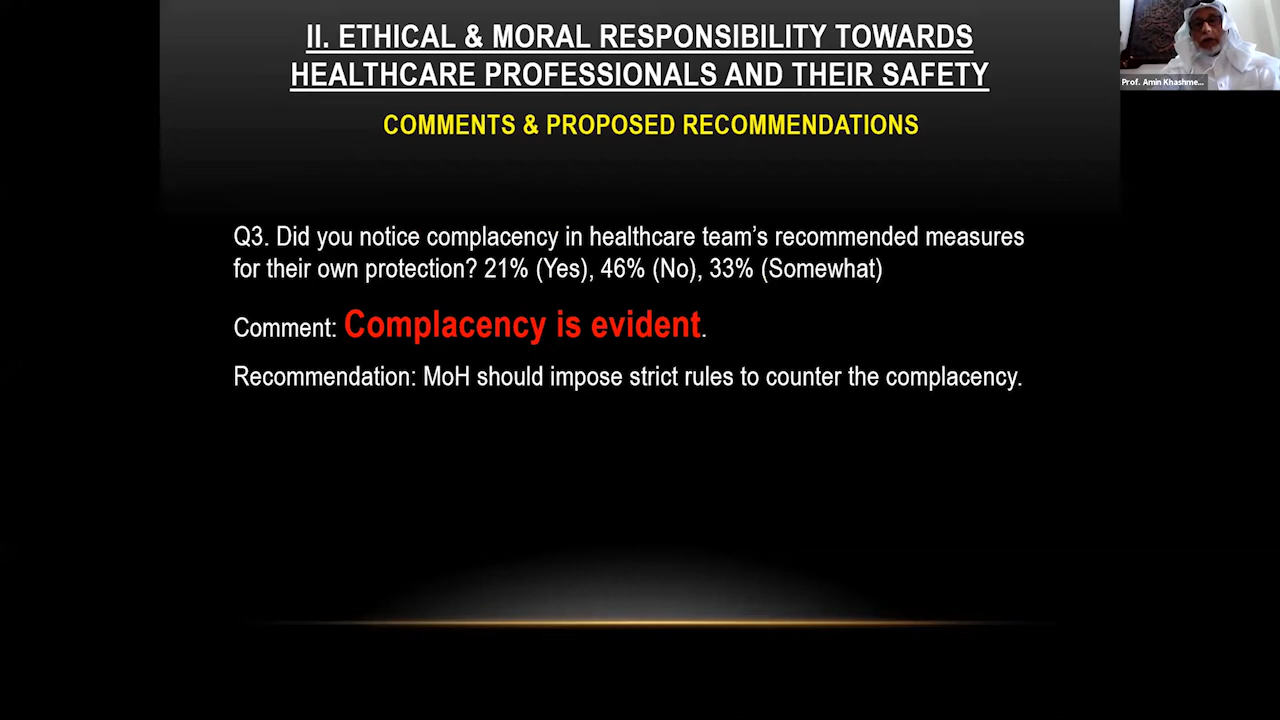 II. ETHICAL & MORAL RESPONSIBILITY TOWARDS
HEALTHCARE PROFESSIONALS AND THEIR SAFETY
COMMENTS & PROPOSED RECOMMENDATIONS
Prof. Amin Khashme...
Q3. Did you notice complacency in healthcare team’s recommended measures
for their own protection? 21% (Yes), 46% (No), 33% (Somewhat)
Comment: Complacency is evident.
Recommendation: MoH should impose strict rules to counter the complacency.